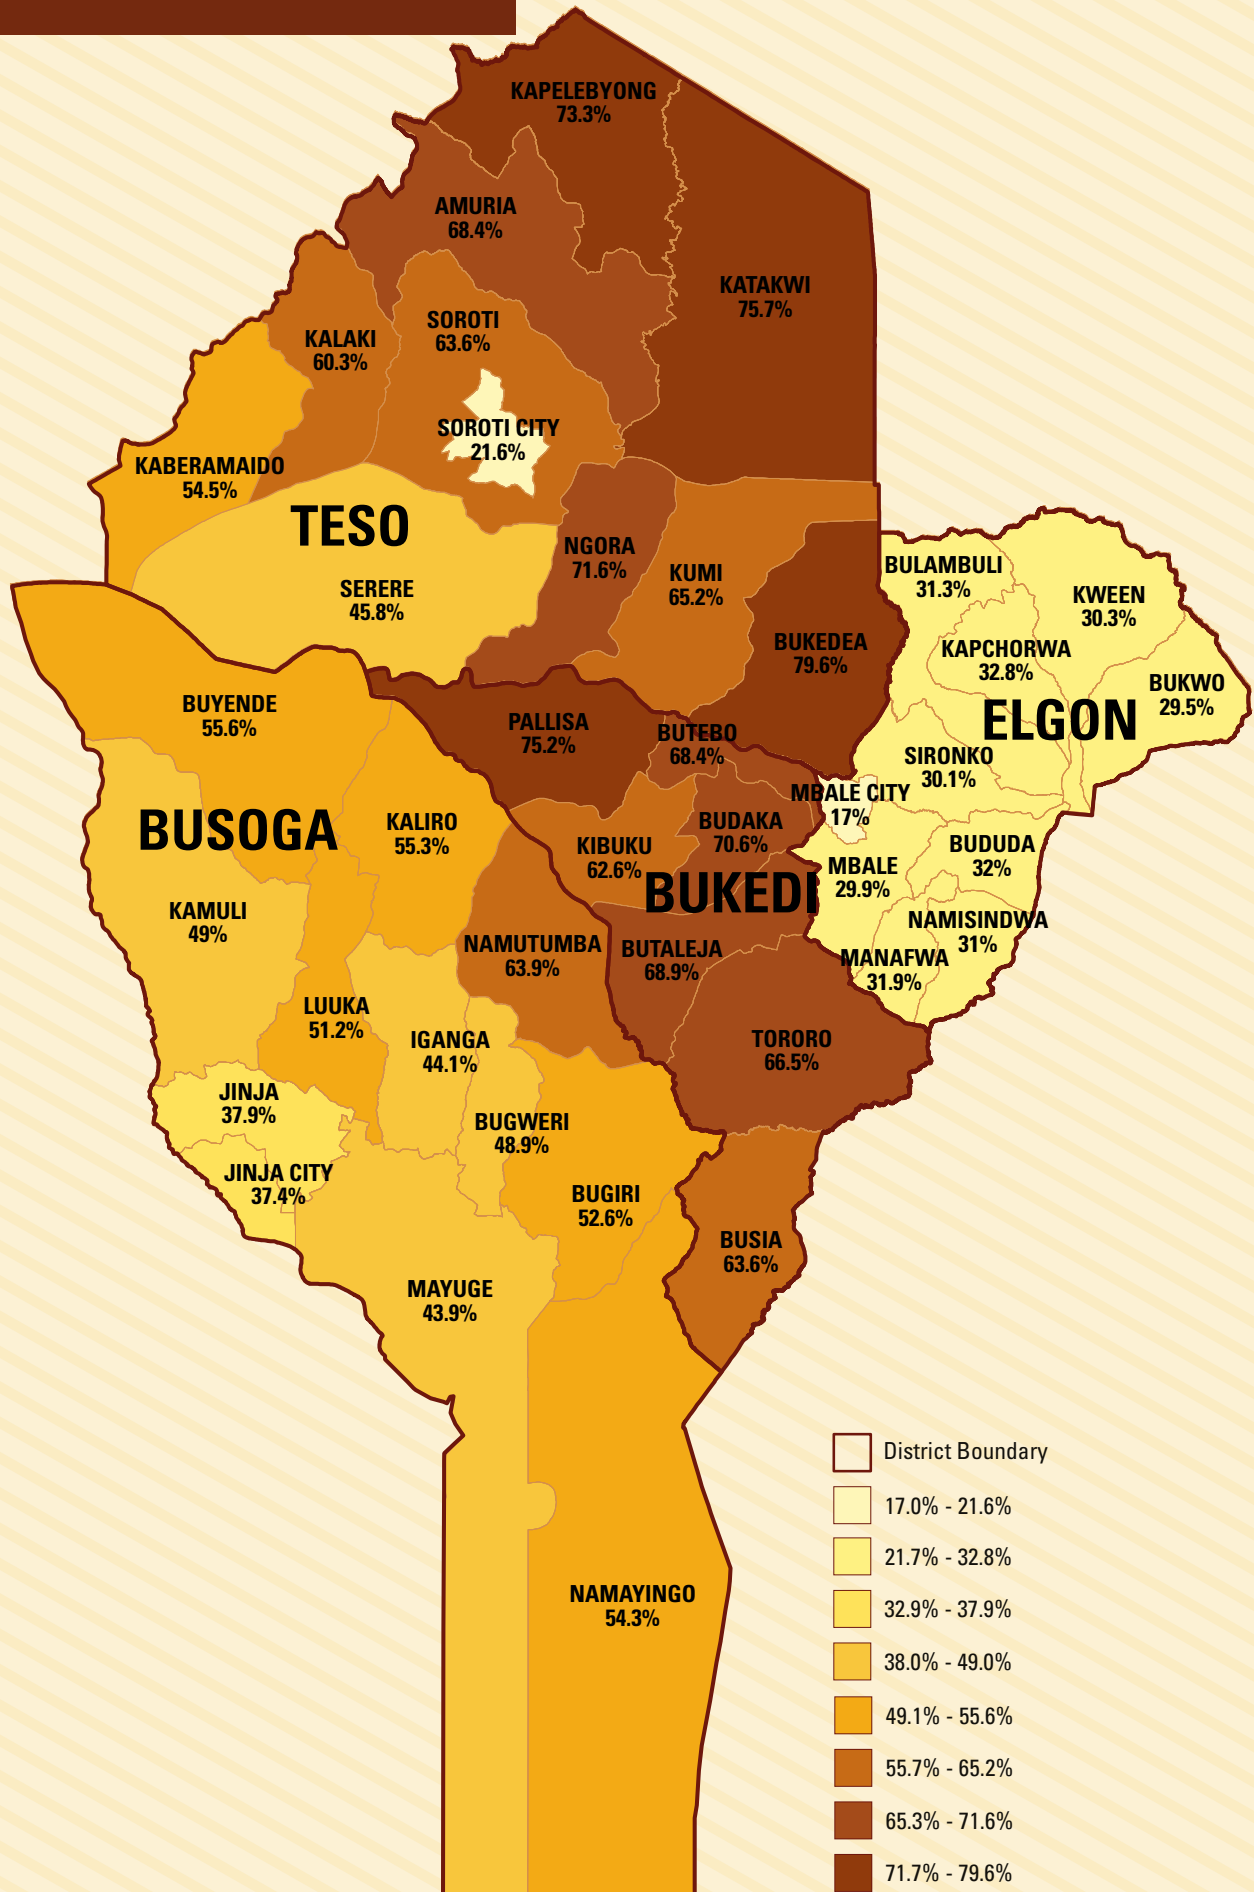 KAPELEBYONG
73.3%
AMURIA
68.4%
KATAKWI
75.7%
SOROTI
63.6%
KALAKI
60.3%
SOROTI CITY
21.6%
KABERAMAIDO
54.5%
TESO
NGORA
71.6%
KUMI
65.2%
SERERE
45.8%
BUKEDEA
79.6%
BULAMBULI
31.3%
KWEEN
30.3%
KAPCHORWA
32.8%
BUKWO
29.5%
ELGON
SIRONKO
30.1%
BUYENDE
55.6%
PALLISA
75.2%
BUTEBO
68.4%
MBALE CITY
17%
BUSOGA
KALIRO
55.3%
KIBUKU
62.6%
BUDAKA
70.6%
BUKEDI
MBALE
29.9%
BUDUDA
32%
KAMULI
49%
NAMISINDWA
31%
NAMUTUMBA
63.9%
BUTALEJA
68.9%
MANAFWA
31.9%
LUUKA
51.2%
IGANGA
44.1%
TORORO
66.5%
JINJA
37.9%
BUGWERI
48.9%
JINJA CITY
37.4%
BUGIRI
52.6%
BUSIA
63.6%
MAYUGE
43.9%
NAMAYINGO
54.3%
District Boundary
17.0% - 21.6%
21.7% - 32.8%
32.9% - 37.9%
38.0% - 49.0%
49.1% - 55.6%
55.7% - 65.2%
65.3% - 71.6%
71.7% - 79.6%